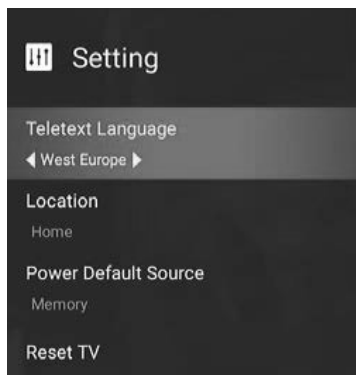 Setting
Teletext Language
West Europe
Location
Home
Power Default Source
Memory
Reset TV